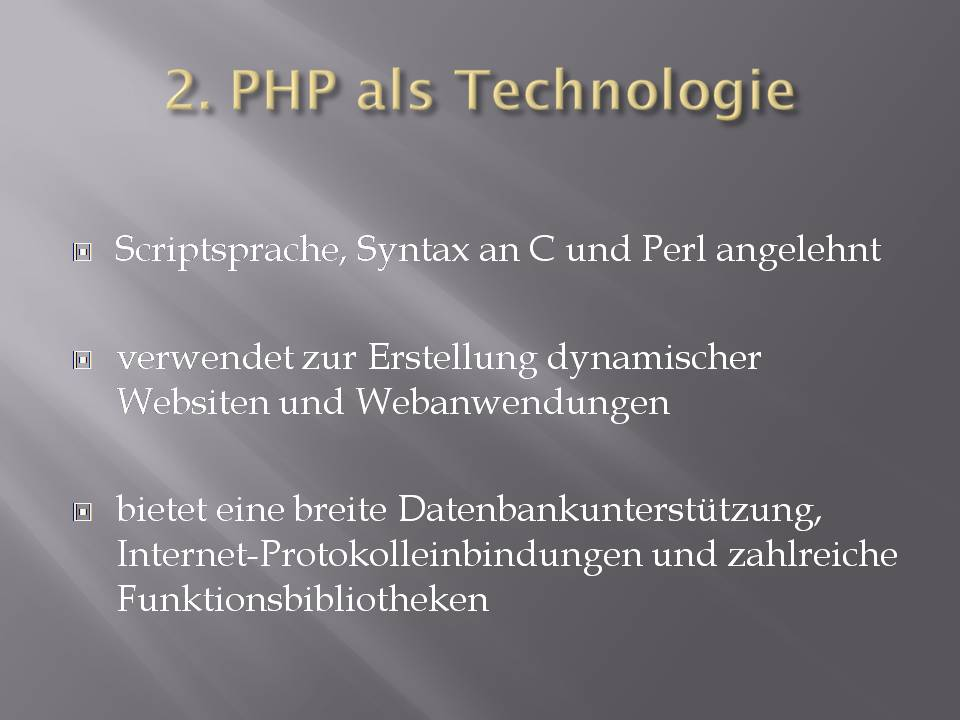 2. PHP als Technologie
Scriptsprache, Syntax an C und Perl angelehnt
verwendet zur Erstellung dynamischer
Websiten und Webanwendungen
bietet eine breite Datenbankunterstützung,
Internet-Protokolleinbindungen und zahlreiche
Funktionsbibliotheken